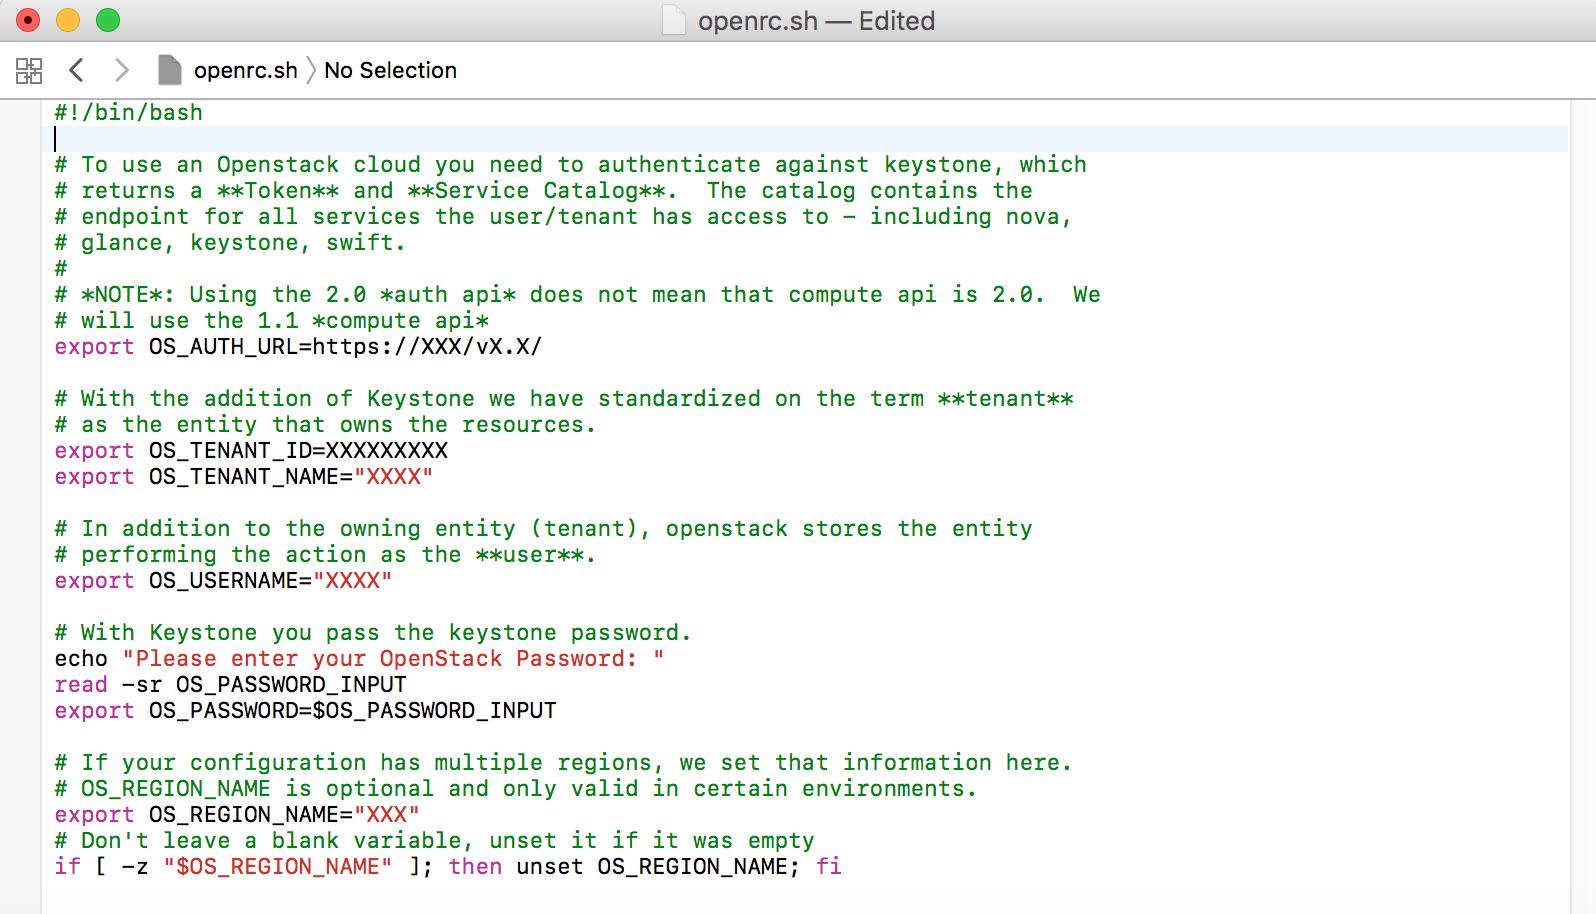 openrc.sh — Edited
openrc.sh 〉 No Selection
#!/bin/bash
# To use an Openstack cloud you need to authenticate against keystone, which
# returns a **Token** and **Service Catalog**.  The catalog contains the
# endpoint for all services the user/tenant has access to - including nova,
# glance, keystone, swift.
#
# *NOTE*: Using the 2.0 *auth api* does not mean that compute api is 2.0.  We
# will use the 1.1 *compute api*
export OS_AUTH_URL=https://XXX/vX.X/
# With the addition of Keystone we have standardized on the term **tenant**
# as the entity that owns the resources.
export OS_TENANT_ID=XXXXXXXXX
export OS_TENANT_NAME="XXXX"
# In addition to the owning entity (tenant), openstack stores the entity
# performing the action as the **user**.
export OS_USERNAME="XXXX"
# With Keystone you pass the keystone password.
echo "Please enter your OpenStack Password: "
read -sr OS_PASSWORD_INPUT
export OS_PASSWORD=$OS_PASSWORD_INPUT
# If your configuration has multiple regions, we set that information here.
# OS_REGION_NAME is optional and only valid in certain environments.
export OS_REGION_NAME="XXX"
# Don't leave a blank variable, unset it if it was empty
if [ -z "$OS_REGION_NAME" ]; then unset OS_REGION_NAME; fi